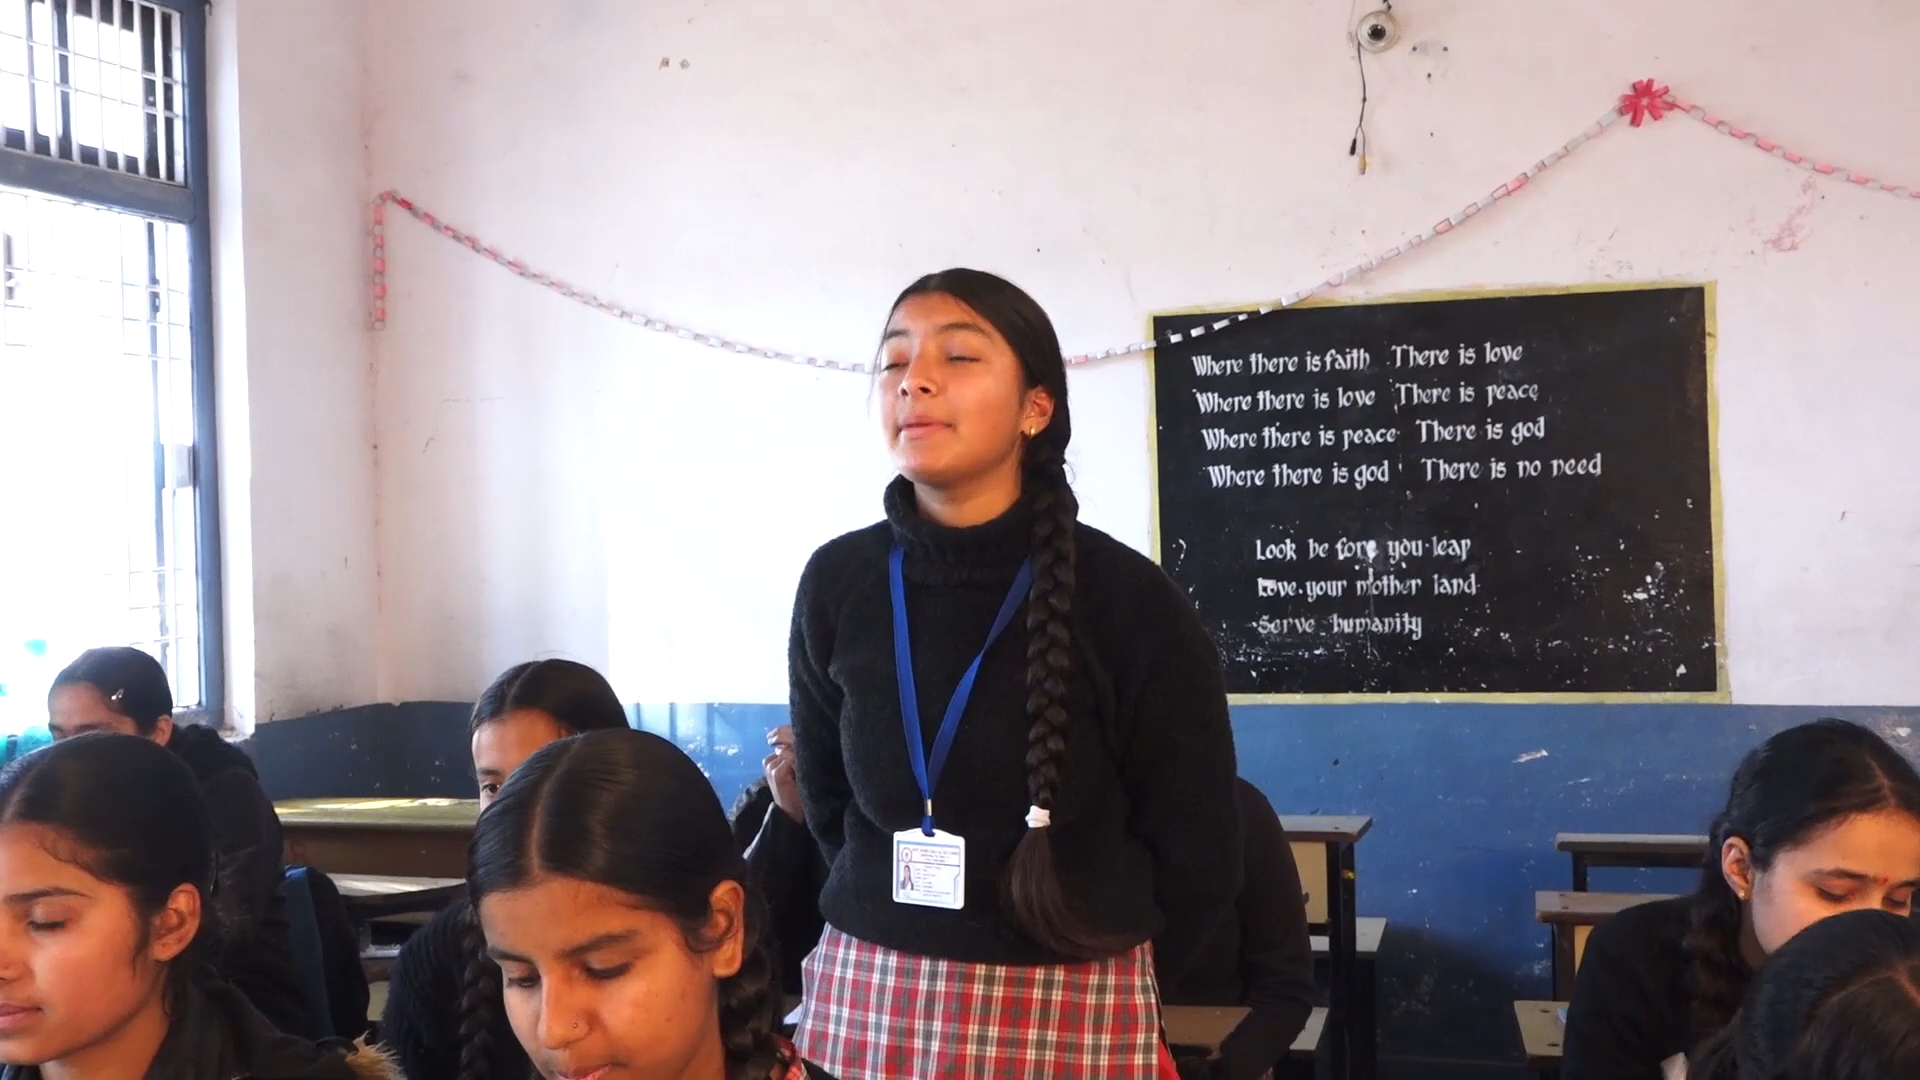 Where there is faith There is love
Where there is love There is peace
Where there is peace There is god
Where there is god There is no need
Look be fore you leap
Love your mother land
Serve humanity